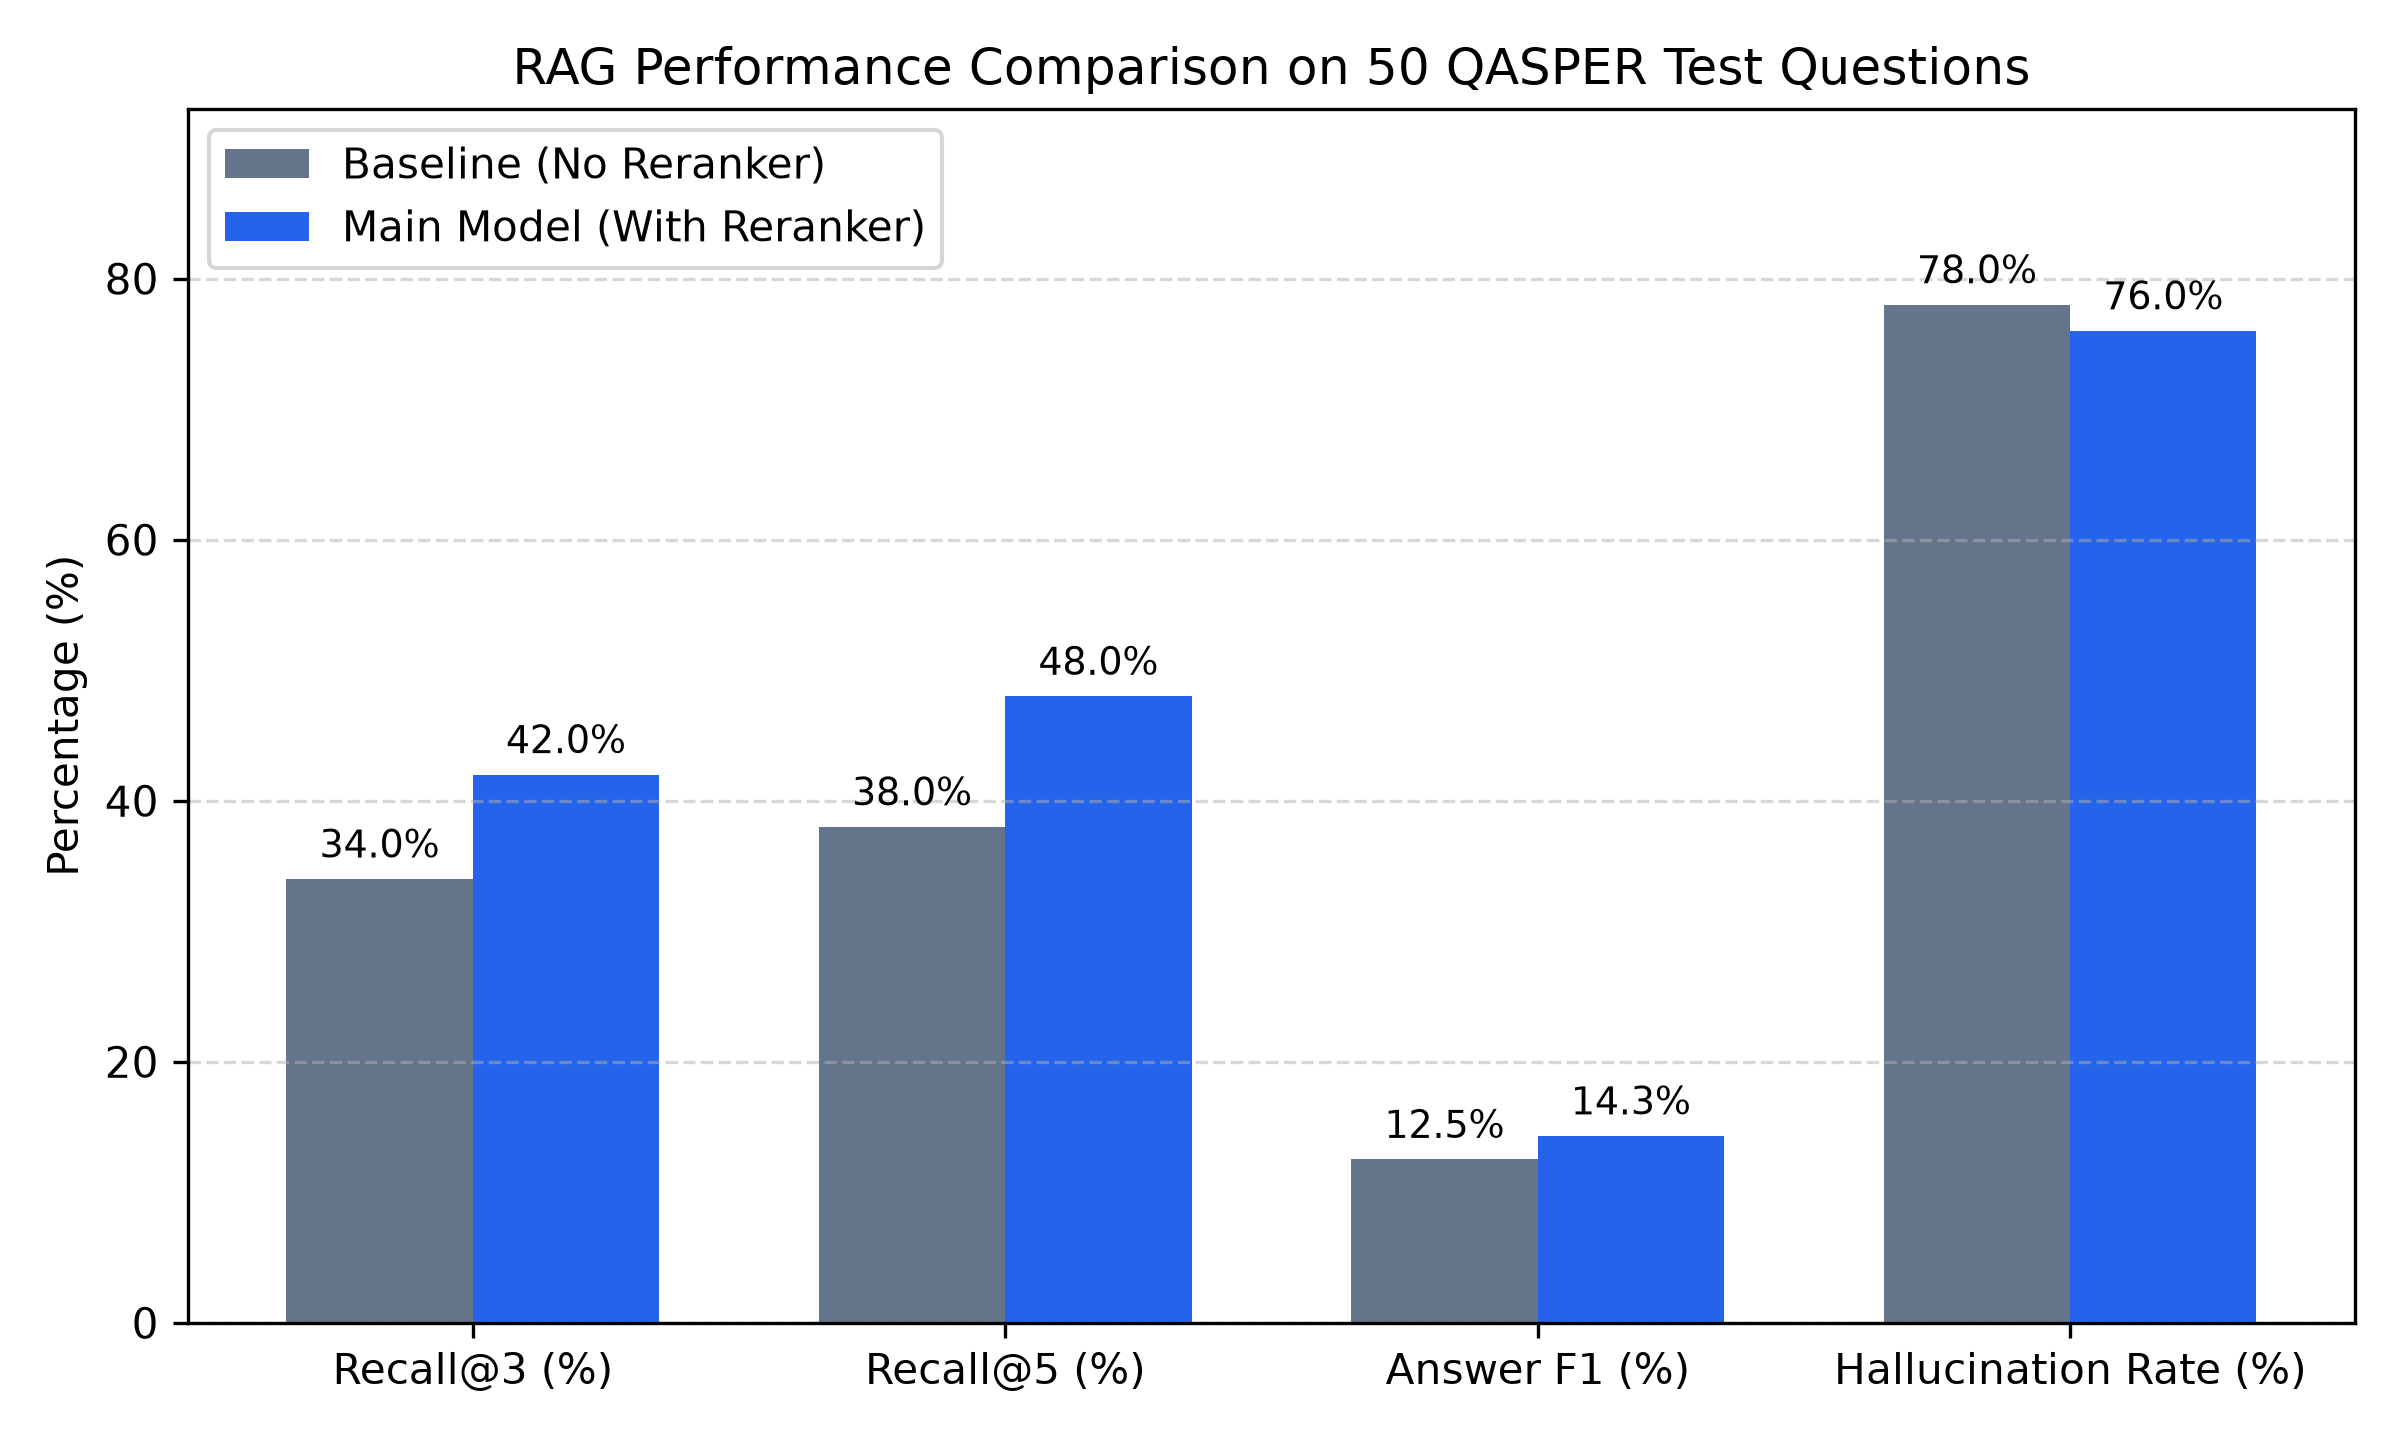 RAG Performance Comparison on 50 QASPER Test Questions
Baseline (No Reranker)
Main Model (With Reranker)
Percentage (%)
80
60
40
20
0
34.0%
42.0%
38.0%
48.0%
12.5%
14.3%
78.0%
76.0%
Recall@3 (%)
Recall@5 (%)
Answer F1 (%)
Hallucination Rate (%)